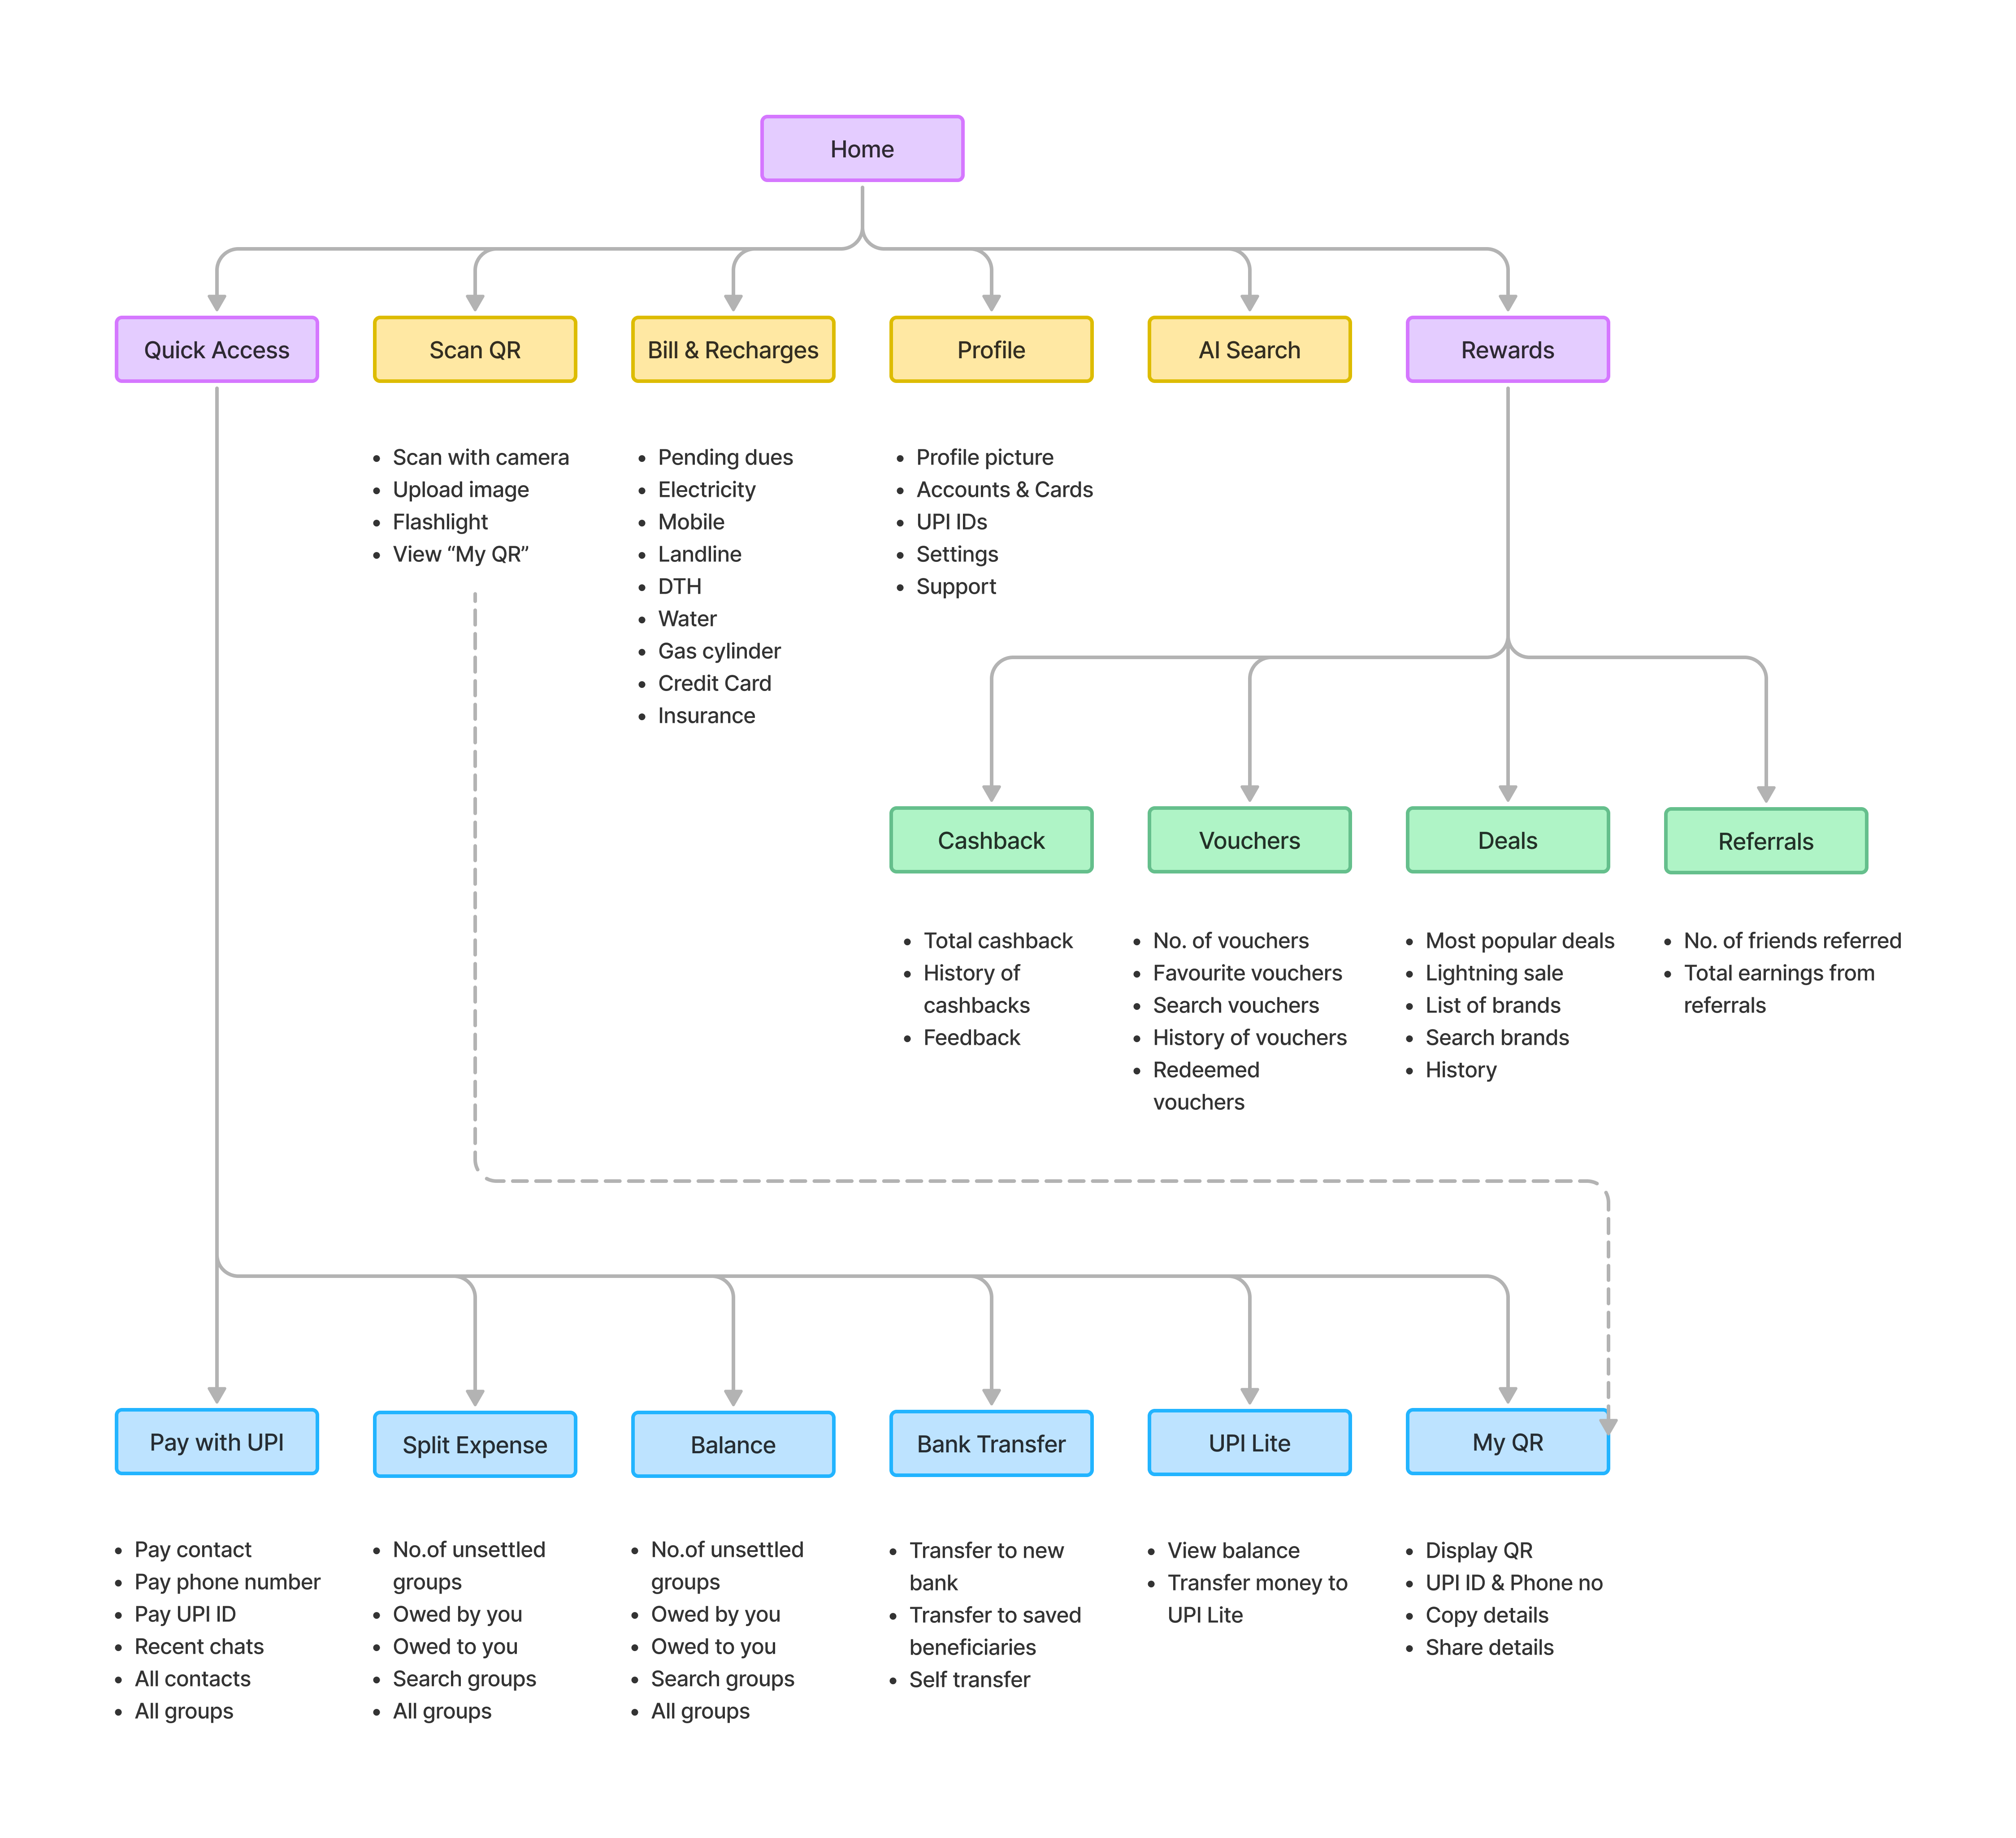 Home
Quick Access
Scan QR
Bill & Recharges
Profile
AI Search
Rewards
Scan with camera
Upload image
Flashlight
View “My QR”
Pending dues
Electricity
Mobile
Landline
DTH
Water
Gas cylinder
Credit Card
Insurance
Profile picture
Accounts & Cards
UPI IDs
Settings
Support
Cashback
Vouchers
Deals
Referrals
Total cashback
History of
cashbacks
Feedback
No. of vouchers
Favourite vouchers
Search vouchers
History of vouchers
Redeemed
vouchers
Most popular deals
Lightning sale
List of brands
Search brands
History
No. of friends referred
Total earnings from
referrals
Pay with UPI
Split Expense
Balance
Bank Transfer
UPI Lite
My QR
Pay contact
Pay phone number
Pay UPI ID
Recent chats
All contacts
All groups
No.of unsettled
groups
Owed by you
Owed to you
Search groups
All groups
No.of unsettled
groups
Owed by you
Owed to you
Search groups
All groups
Transfer to new
bank
Transfer to saved
beneficiaries
Self transfer
View balance
Transfer money to
UPI Lite
Display QR
UPI ID & Phone no
Copy details
Share details